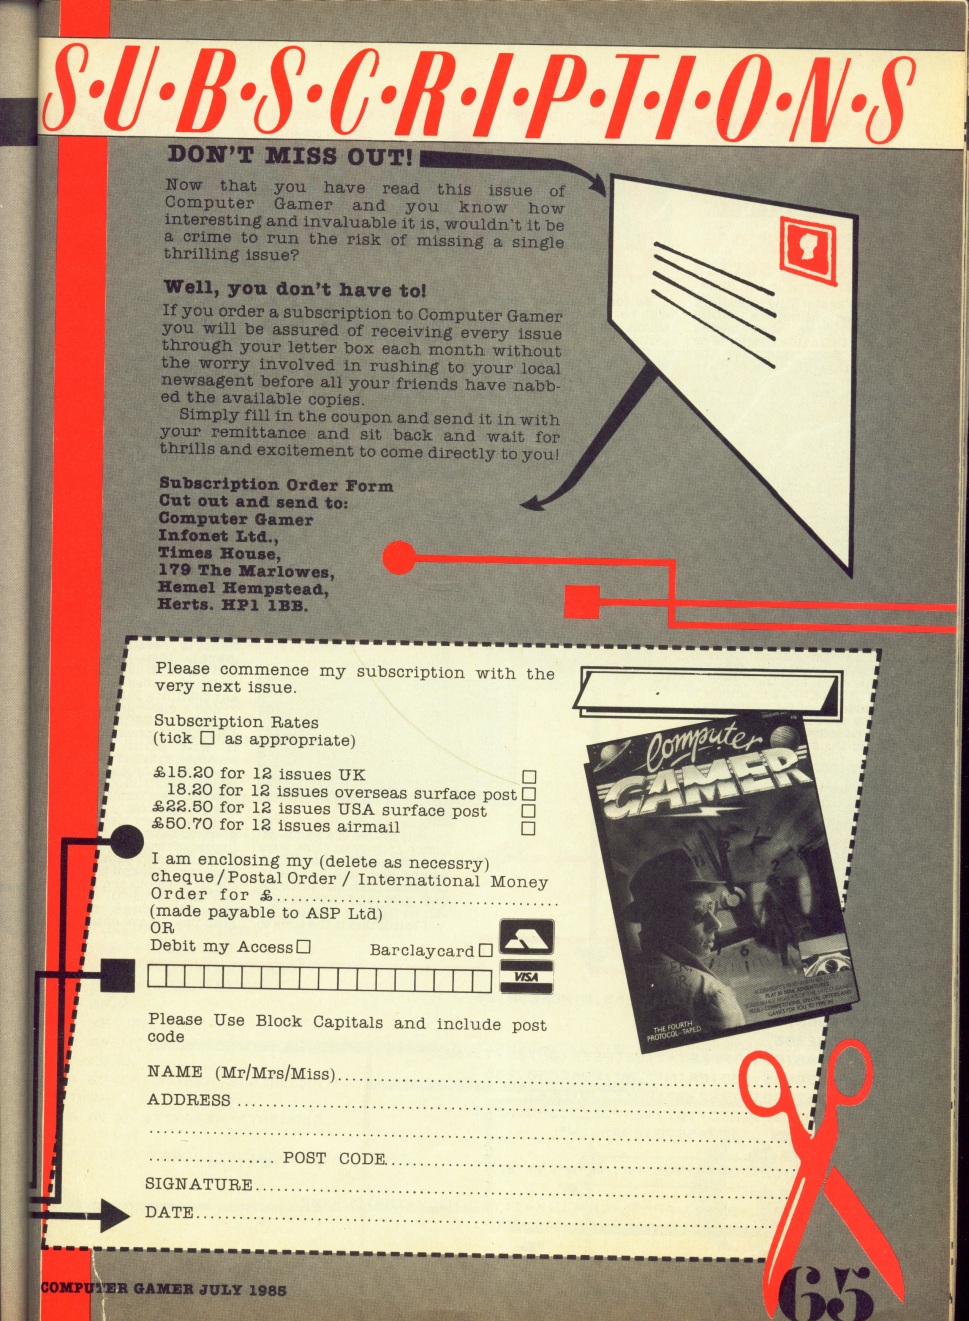 S·U·B·S·C·R·I·P·T·I·O·N·S
DON'T MISS OUT!
Now that you have read this issue of
Computer Gamer and you know how
interesting and invaluable it is, wouldn't it be
a crime to run the risk of missing a single
thrilling issue?
Well, you don't have to!
If you order a subscription to Computer Gamer
you will be assured of receiving every issue
through your letter box each month without
the worry involved in rushing to your local
newsagent before all your friends have nabb-
ed the available copies.
Simply fill in the coupon and send it in with
your remittance and sit back and wait for
thrills and excitement to come directly to you!
Subscription Order Form
Cut out and send to:
Computer Gamer
Infonet Ltd.,
Times House,
179 The Marlowes,
Hemel Hempstead,
Herts. HP1 1BB.
Please commence my subscription with the
very next issue.
Subscription Rates
(tick ☐ as appropriate)
£15.20 for 12 issues UK ☐
18.20 for 12 issues overseas surface post ☐
£22.50 for 12 issues USA surface post ☐
£50.70 for 12 issues airmail ☐
I am enclosing my (delete as necessry)
cheque/Postal Order / International Money
Order for £..............................
(made payable to ASP Ltd)
OR
Debit my Access ☐ Barclaycard ☐
VISA
Please Use Block Capitals and include post
code
NAME (Mr/Mrs/Miss)..............................
ADDRESS ..............................
.............................. POST CODE..............................
SIGNATURE..............................
DATE..............................
Computer
GAMER
THE FOURTH
PROTOCOL-TAPED
COMPUTER GAMER JULY 1985
65